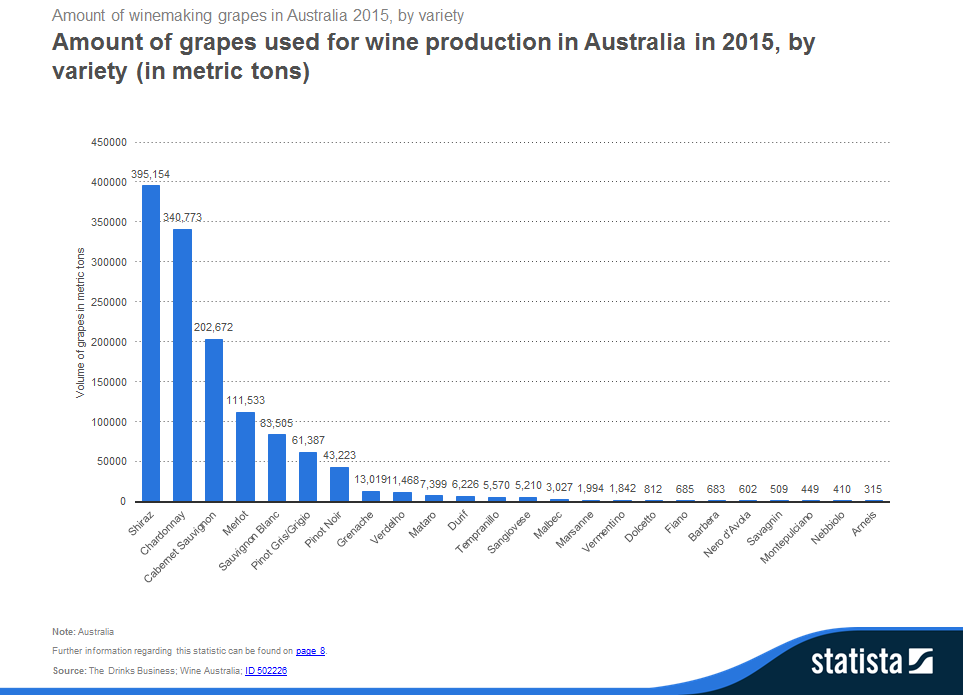 Amount of winemaking grapes in Australia 2015, by variety
Amount of grapes used for wine production in Australia in 2015, by
variety (in metric tons)
Volume of grapes in metric tons
450000
400000
350000
300000
250000
200000
150000
100000
50000
0
395,154
340,773
202,672
111,533
83,505
61,387
43,223
13,019
11,468
7,399
6,226
5,570
5,210
3,027
1,994
1,842
812
685
683
602
509
449
410
315
Shiraz
Chardonnay
Cabernet Sauvignon
Merlot
Sauvignon Blanc
Pinot Gris/Grigio
Pinot Noir
Grenache
Verdelho
Mataro
Durif
Tempranillo
Sangiovese
Malbec
Marsanne
Vermentino
Dolcetto
Fiano
Barbera
Nero d'Avola
Savagnin
Montepulciano
Nebbiolo
Arneis
Note: Australia
Further information regarding this statistic can be found on page 8.
Source: The Drinks Business; Wine Australia; ID 502226
statista